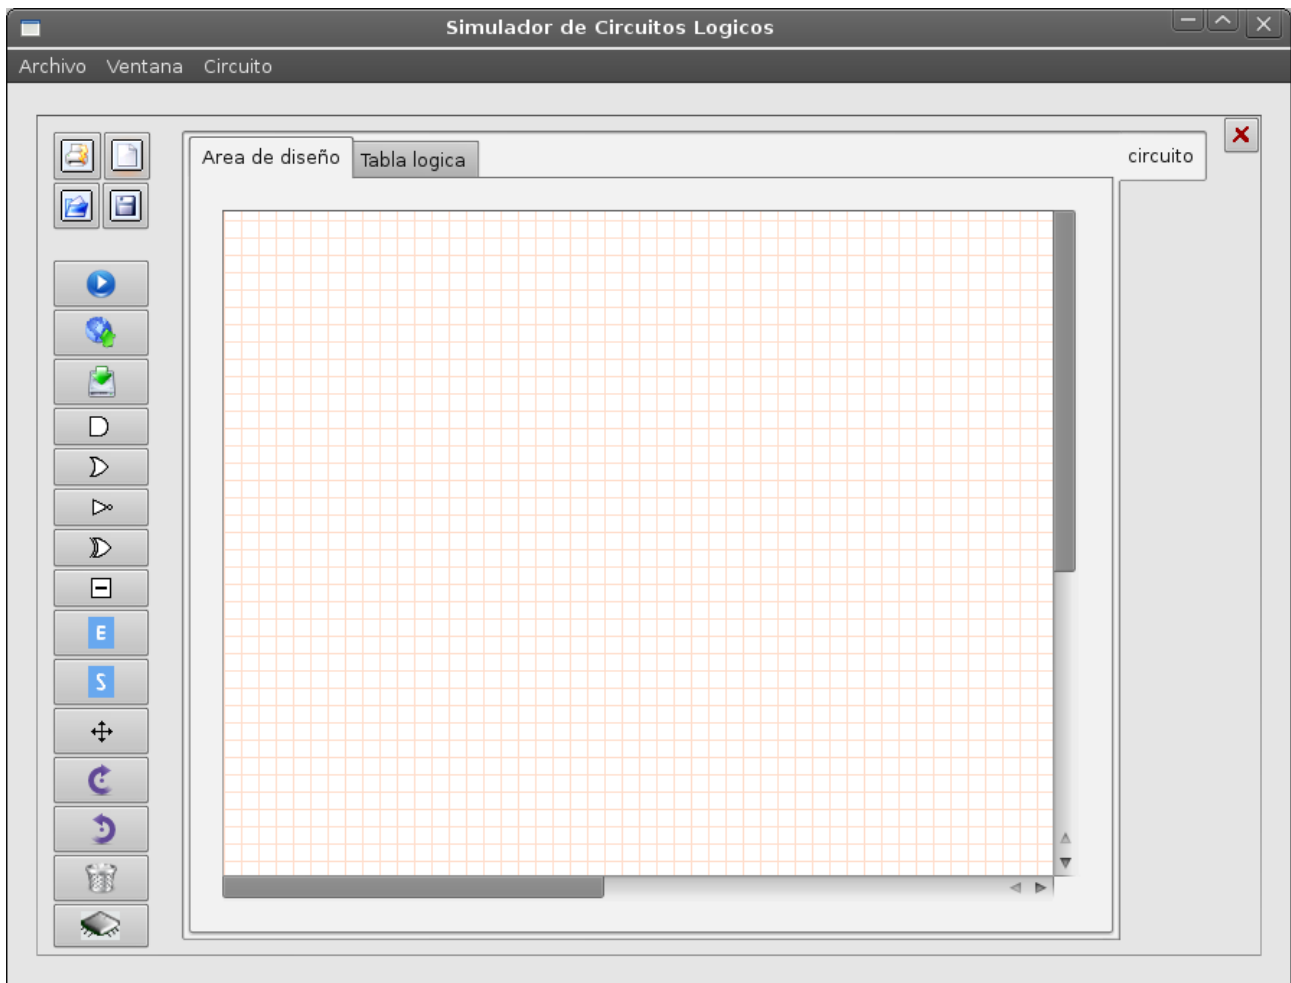 Simulador de Circuitos Logicos
Archivo Ventana Circuito
Area de diseño
Tabla logica
circuito
E
S